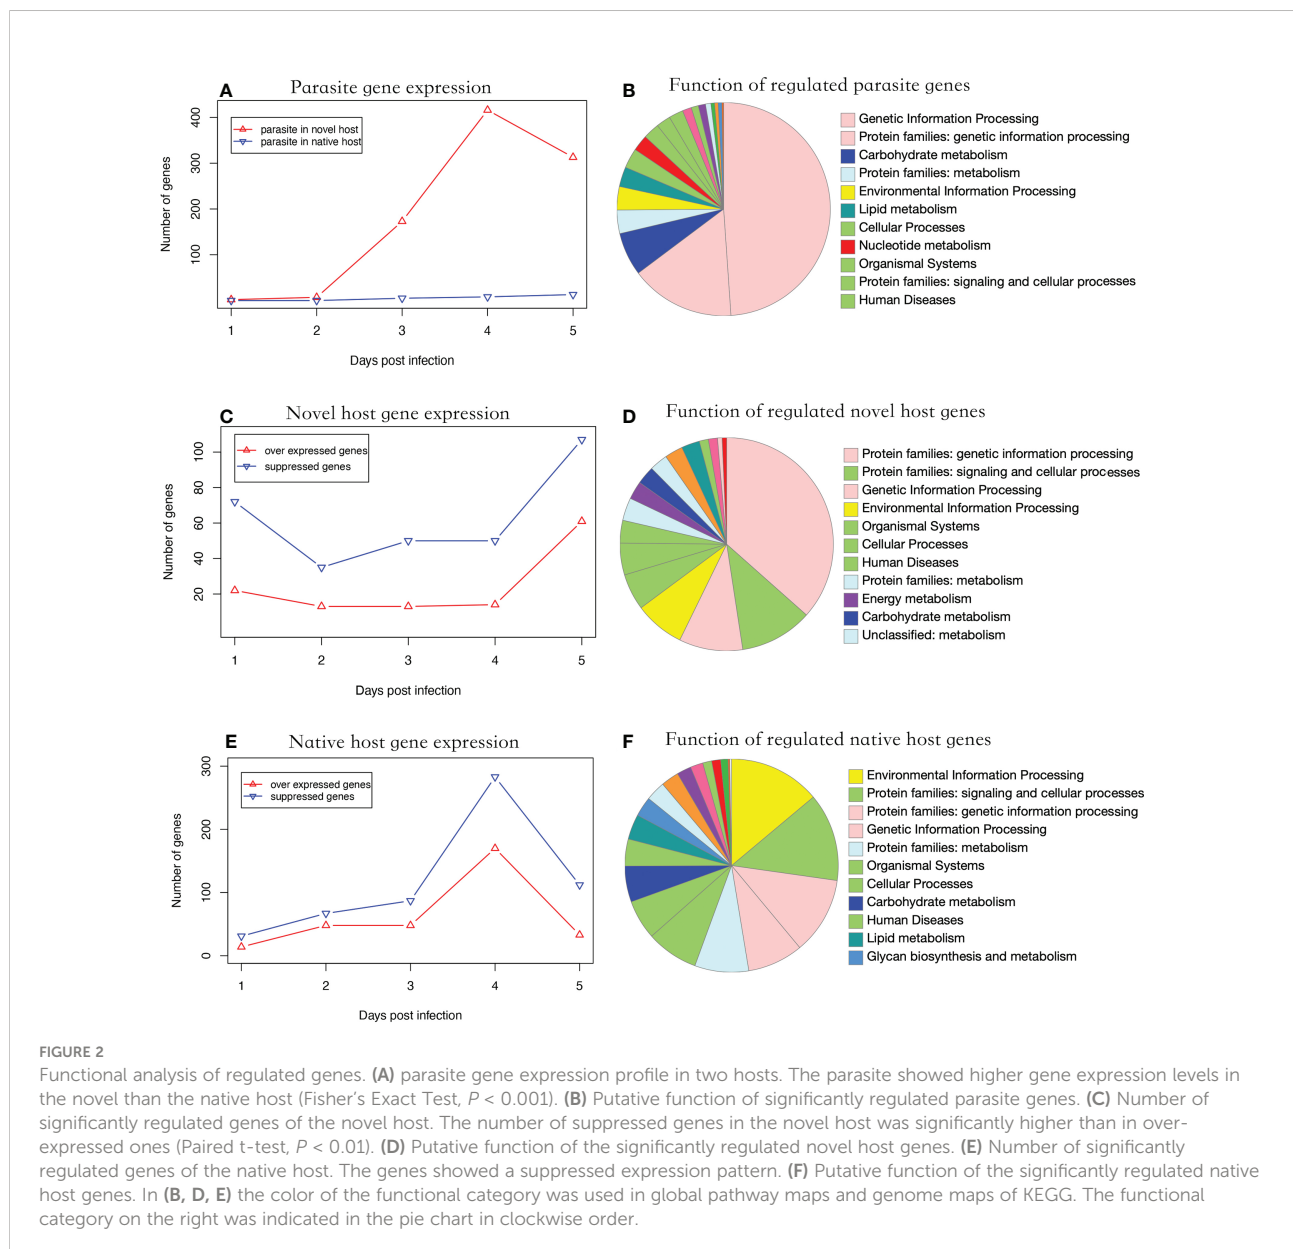 A
Parasite gene expression
parasite in novel host
parasite in native host
Number of genes
400
300
200
100
1 2 3 4 5
Days post infection
B
Function of regulated parasite genes
Genetic Information Processing
Protein families: genetic information processing
Carbohydrate metabolism
Protein families: metabolism
Environmental Information Processing
Lipid metabolism
Cellular Processes
Nucleotide metabolism
Organismal Systems
Protein families: signaling and cellular processes
Human Diseases
C
Novel host gene expression
over expressed genes
suppressed genes
Number of genes
100
80
60
40
20
1 2 3 4 5
Days post infection
D
Function of regulated novel host genes
Protein families: genetic information processing
Protein families: signaling and cellular processes
Genetic Information Processing
Environmental Information Processing
Organismal Systems
Cellular Processes
Human Diseases
Protein families: metabolism
Energy metabolism
Carbohydrate metabolism
Unclassified: metabolism
E
Native host gene expression
over expressed genes
suppressed genes
Number of genes
300
200
100
0
1 2 3 4 5
Days post infection
F
Function of regulated native host genes
Environmental Information Processing
Protein families: signaling and cellular processes
Protein families: genetic information processing
Genetic Information Processing
Protein families: metabolism
Organismal Systems
Cellular Processes
Carbohydrate metabolism
Human Diseases
Lipid metabolism
Glycan biosynthesis and metabolism
FIGURE 2
Functional analysis of regulated genes. (A) parasite gene expression profile in two hosts. The parasite showed higher gene expression levels in
the novel than the native host (Fisher's Exact Test, P < 0.001). (B) Putative function of significantly regulated parasite genes. (C) Number of
significantly regulated genes of the novel host. The number of suppressed genes in the novel host was significantly higher than in over-
expressed ones (Paired t-test, P < 0.01). (D) Putative function of the significantly regulated novel host genes. (E) Number of significantly
regulated genes of the native host. The genes showed a suppressed expression pattern. (F) Putative function of the significantly regulated native
host genes. In (B, D, E) the color of the functional category was used in global pathway maps and genome maps of KEGG. The functional
category on the right was indicated in the pie chart in clockwise order.